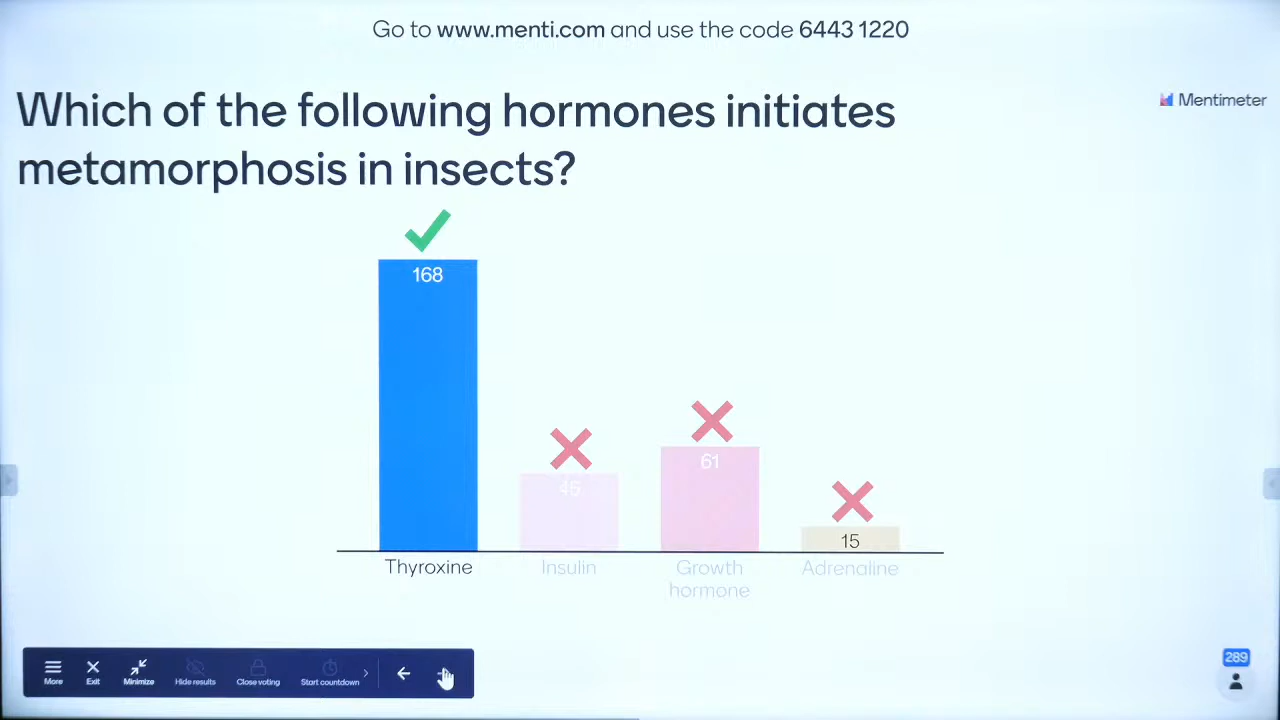 Go to www.menti.com and use the code 6443 1220
Which of the following hormones initiates
metamorphosis in insects?
Mentimeter
168
45
61
15
Thyroxine
Insulin
Growth
hormone
Adrenaline
More
Exit
Minimize
Hide results
Close voting
Start countdown
289